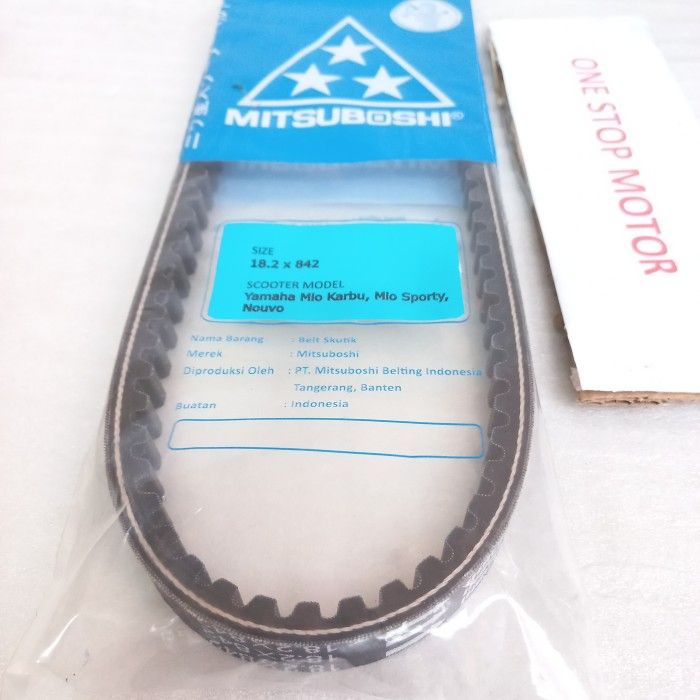 MITSUBOSHI®
SIZE
18.2 x 842
SCOOTER MODEL
Yamaha Mio Karbu, Mio Sporty,
Nouvo
Nama Barang : Belt Skutik
Merek : Mitsuboshi
Diproduksi Oleh : PT. Mitsuboshi Belting Indonesia
Tangerang, Banten
Buatan : Indonesia
ONE STOP MOTOR